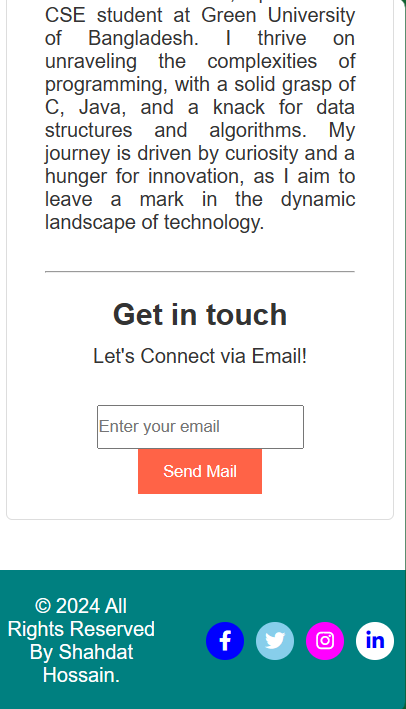 CSE student at Green University
of Bangladesh. I thrive on
unraveling the complexities of
programming, with a solid grasp of
C, Java, and a knack for data
structures and algorithms. My
journey is driven by curiosity and a
hunger for innovation, as I aim to
leave a mark in the dynamic
landscape of technology.
Get in touch
Let's Connect via Email!
Enter your email
Send Mail
© 2024 All
Rights Reserved
By Shahdat
Hossain.
f
in